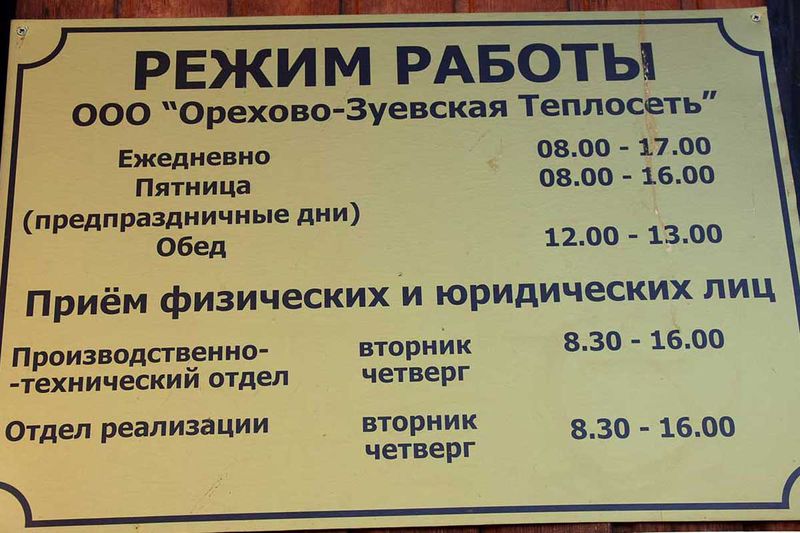 РЕЖИМ РАБОТЫ
ООО “Орехово-Зуевская Теплосеть”
Ежедневно 08.00 - 17.00
Пятница 08.00 - 16.00
(предпраздничные дни)
Обед 12.00 - 13.00
Приём физических и юридических лиц
Производственно- вторник 8.30 - 16.00
-технический отдел четверг
Отдел реализации вторник 8.30 - 16.00
четверг